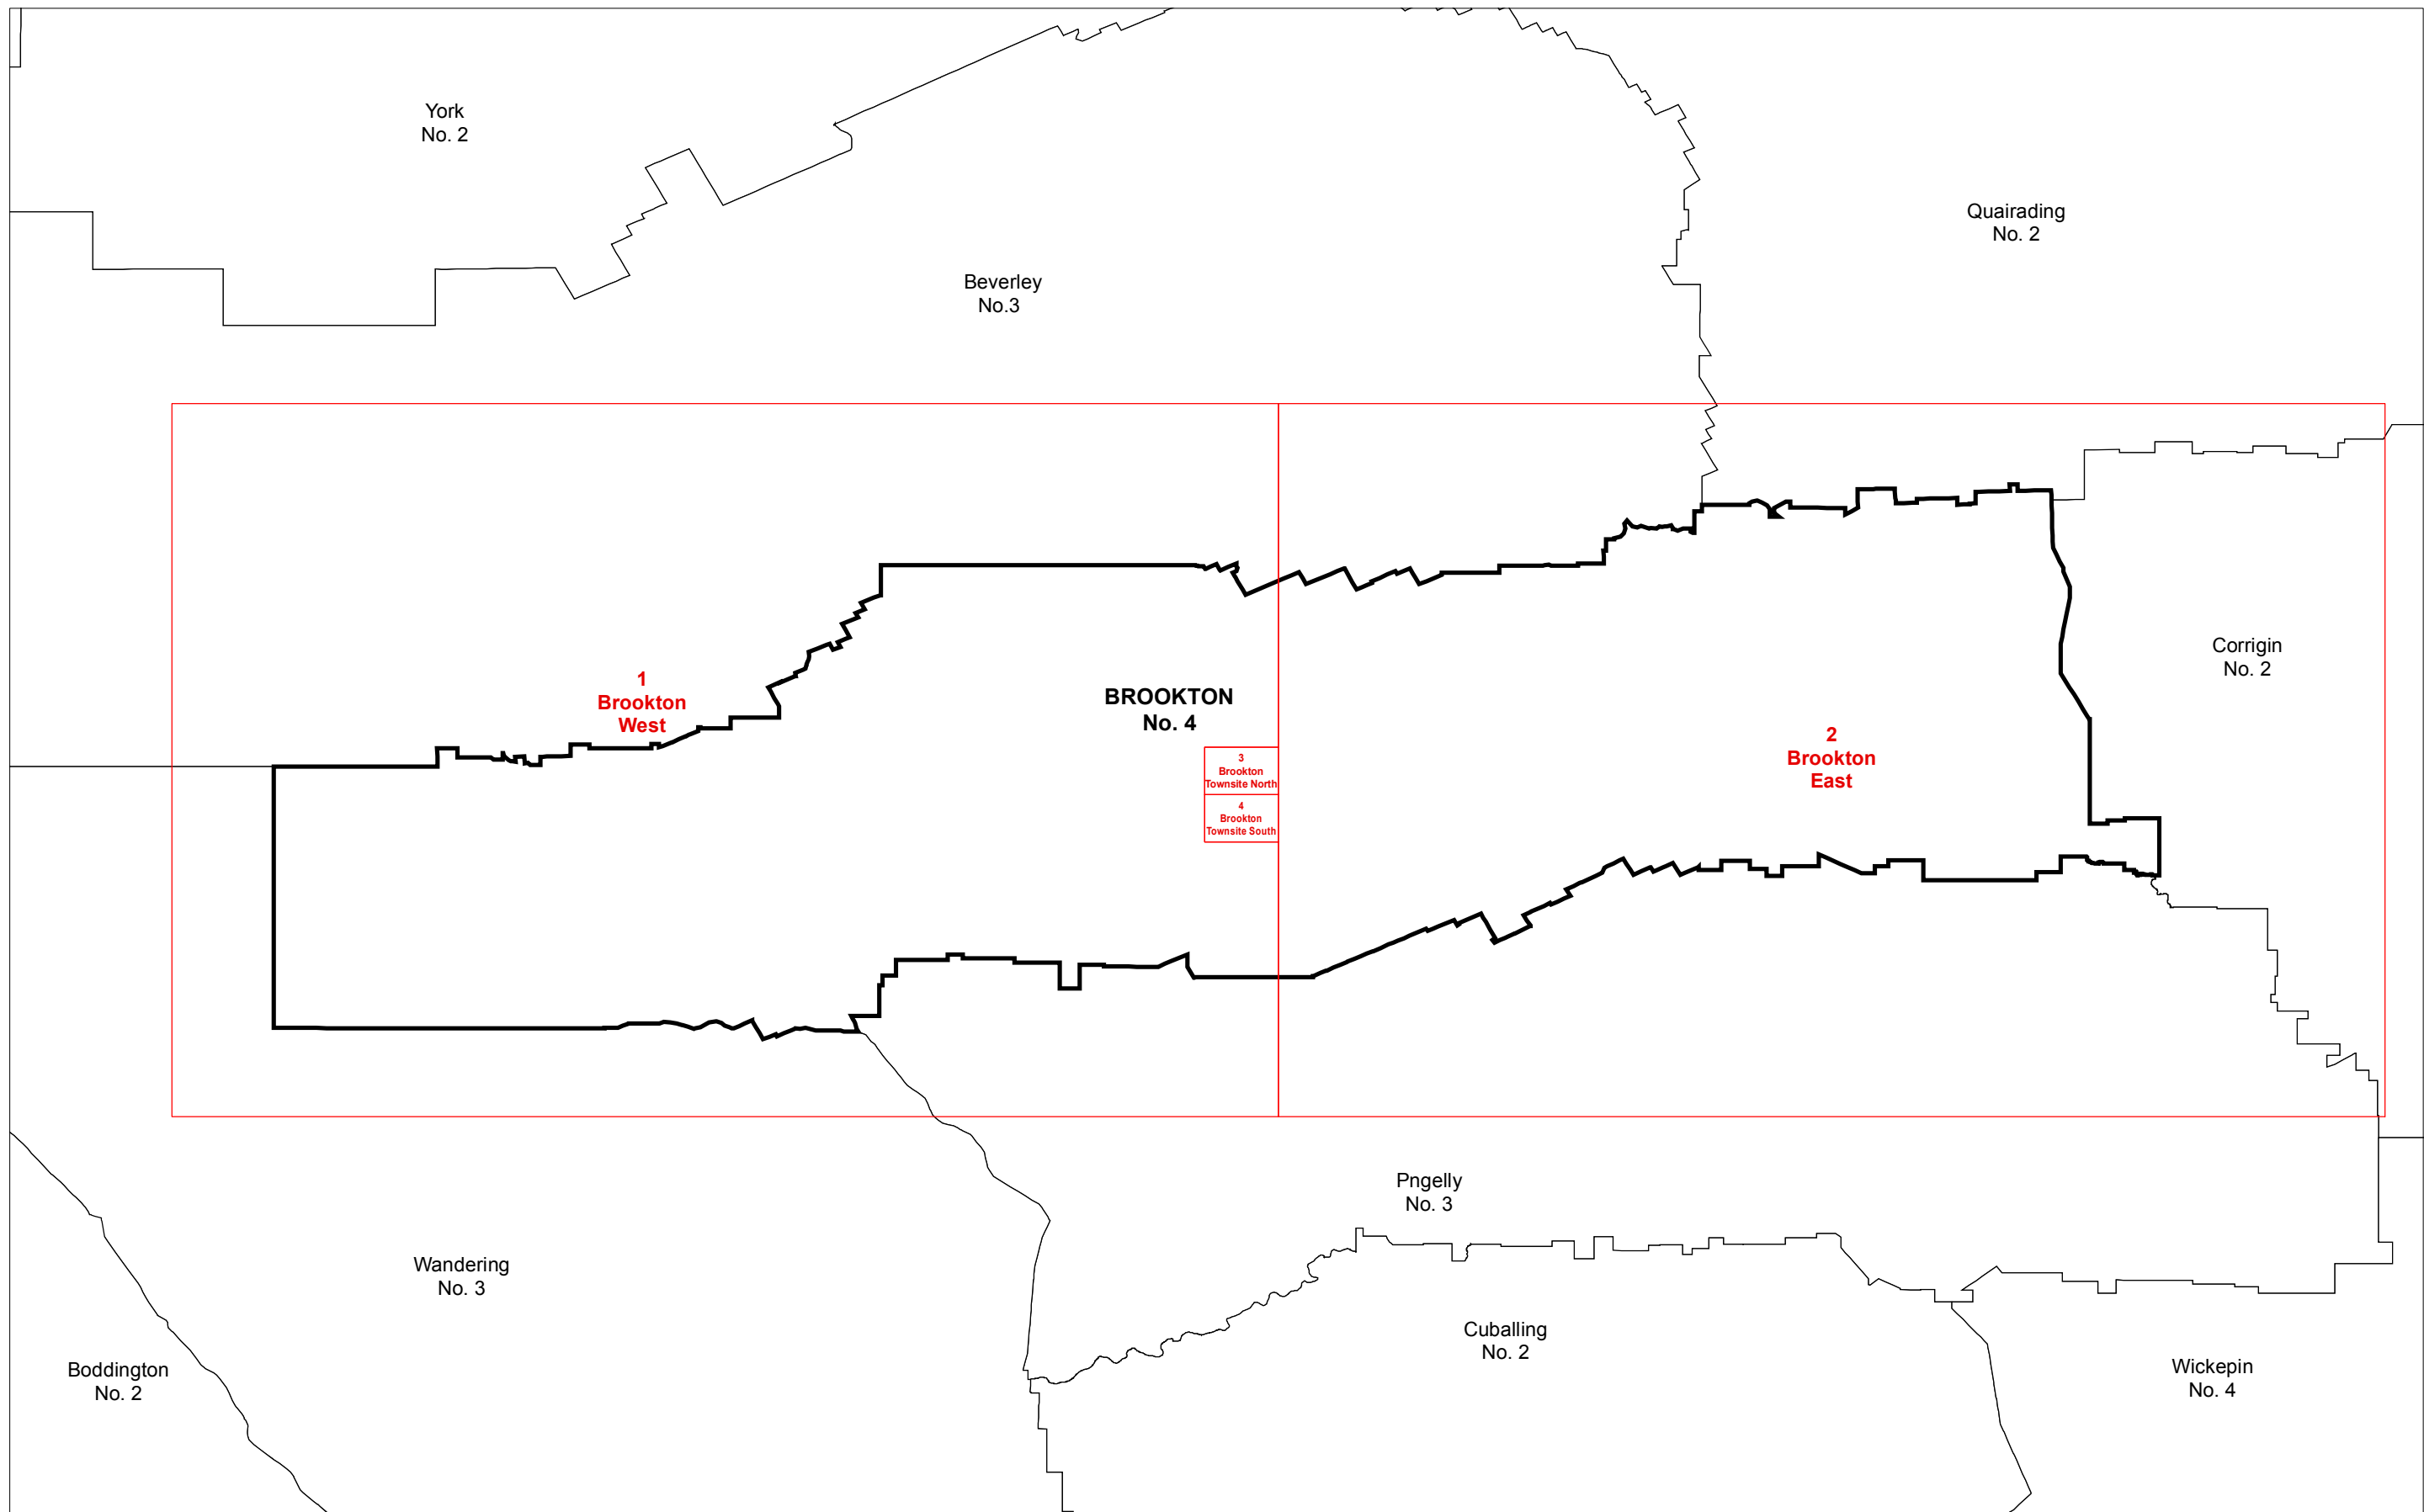 York
No. 2
Quairading
No. 2
Beverley
No.3
Corrigin
No. 2
1
Brookton
West
BROOKTON
No. 4
2
Brookton
East
3
Brookton
Townsite North
4
Brookton
Townsite South
Pngelly
No. 3
Wandering
No. 3
Cuballing
No. 2
Boddington
No. 2
Wickepin
No. 4